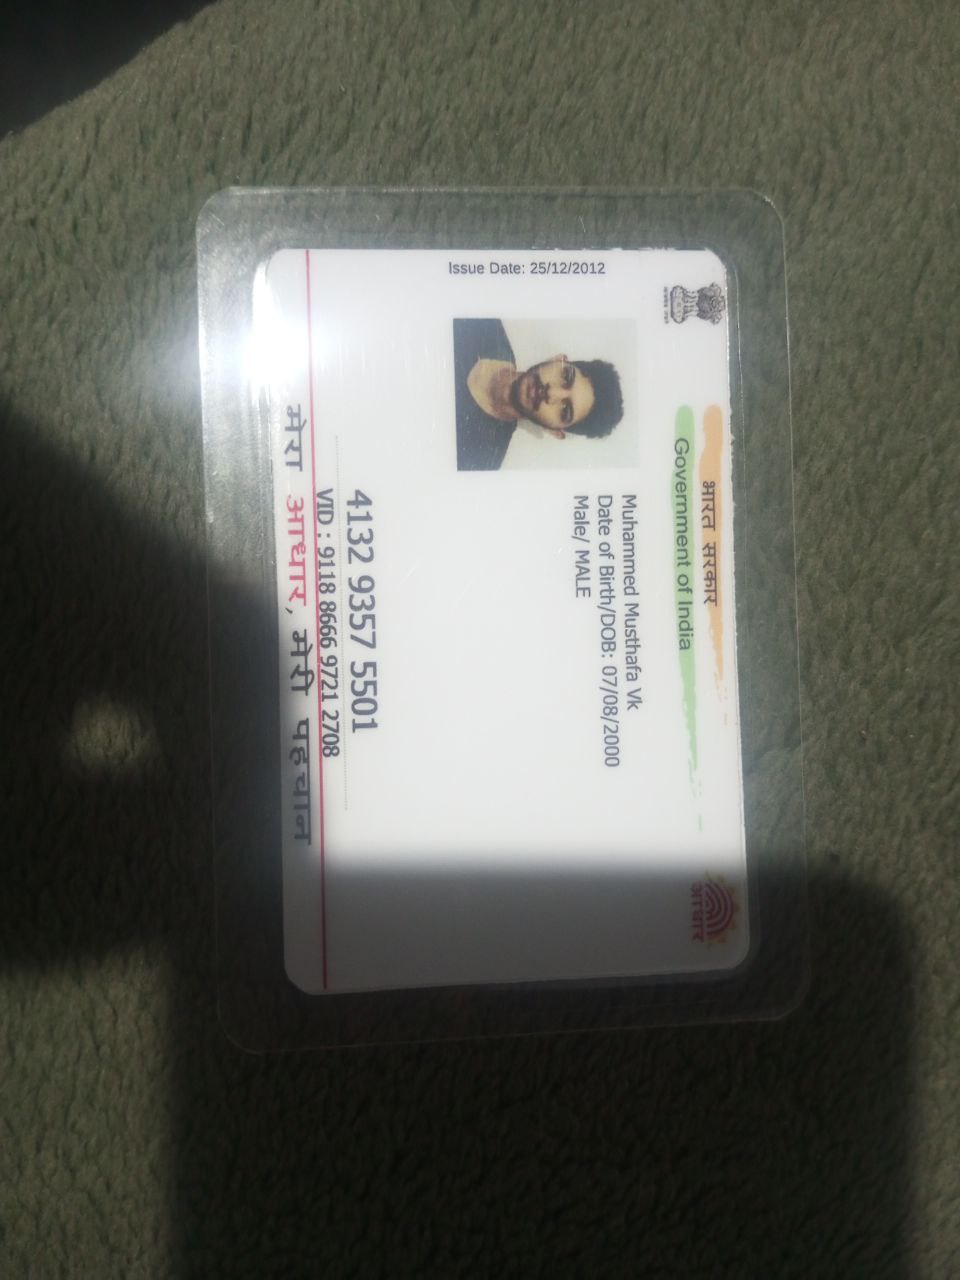 भारत सरकार
Government of India
Issue Date: 25/12/2012
Muhammed Musthafa Vk
Date of Birth/DOB: 07/08/2000
Male/ MALE
4132 9357 5501
VID : 9118 8666 9721 2708
मेरा आधार, मेरी पहचान
आधार